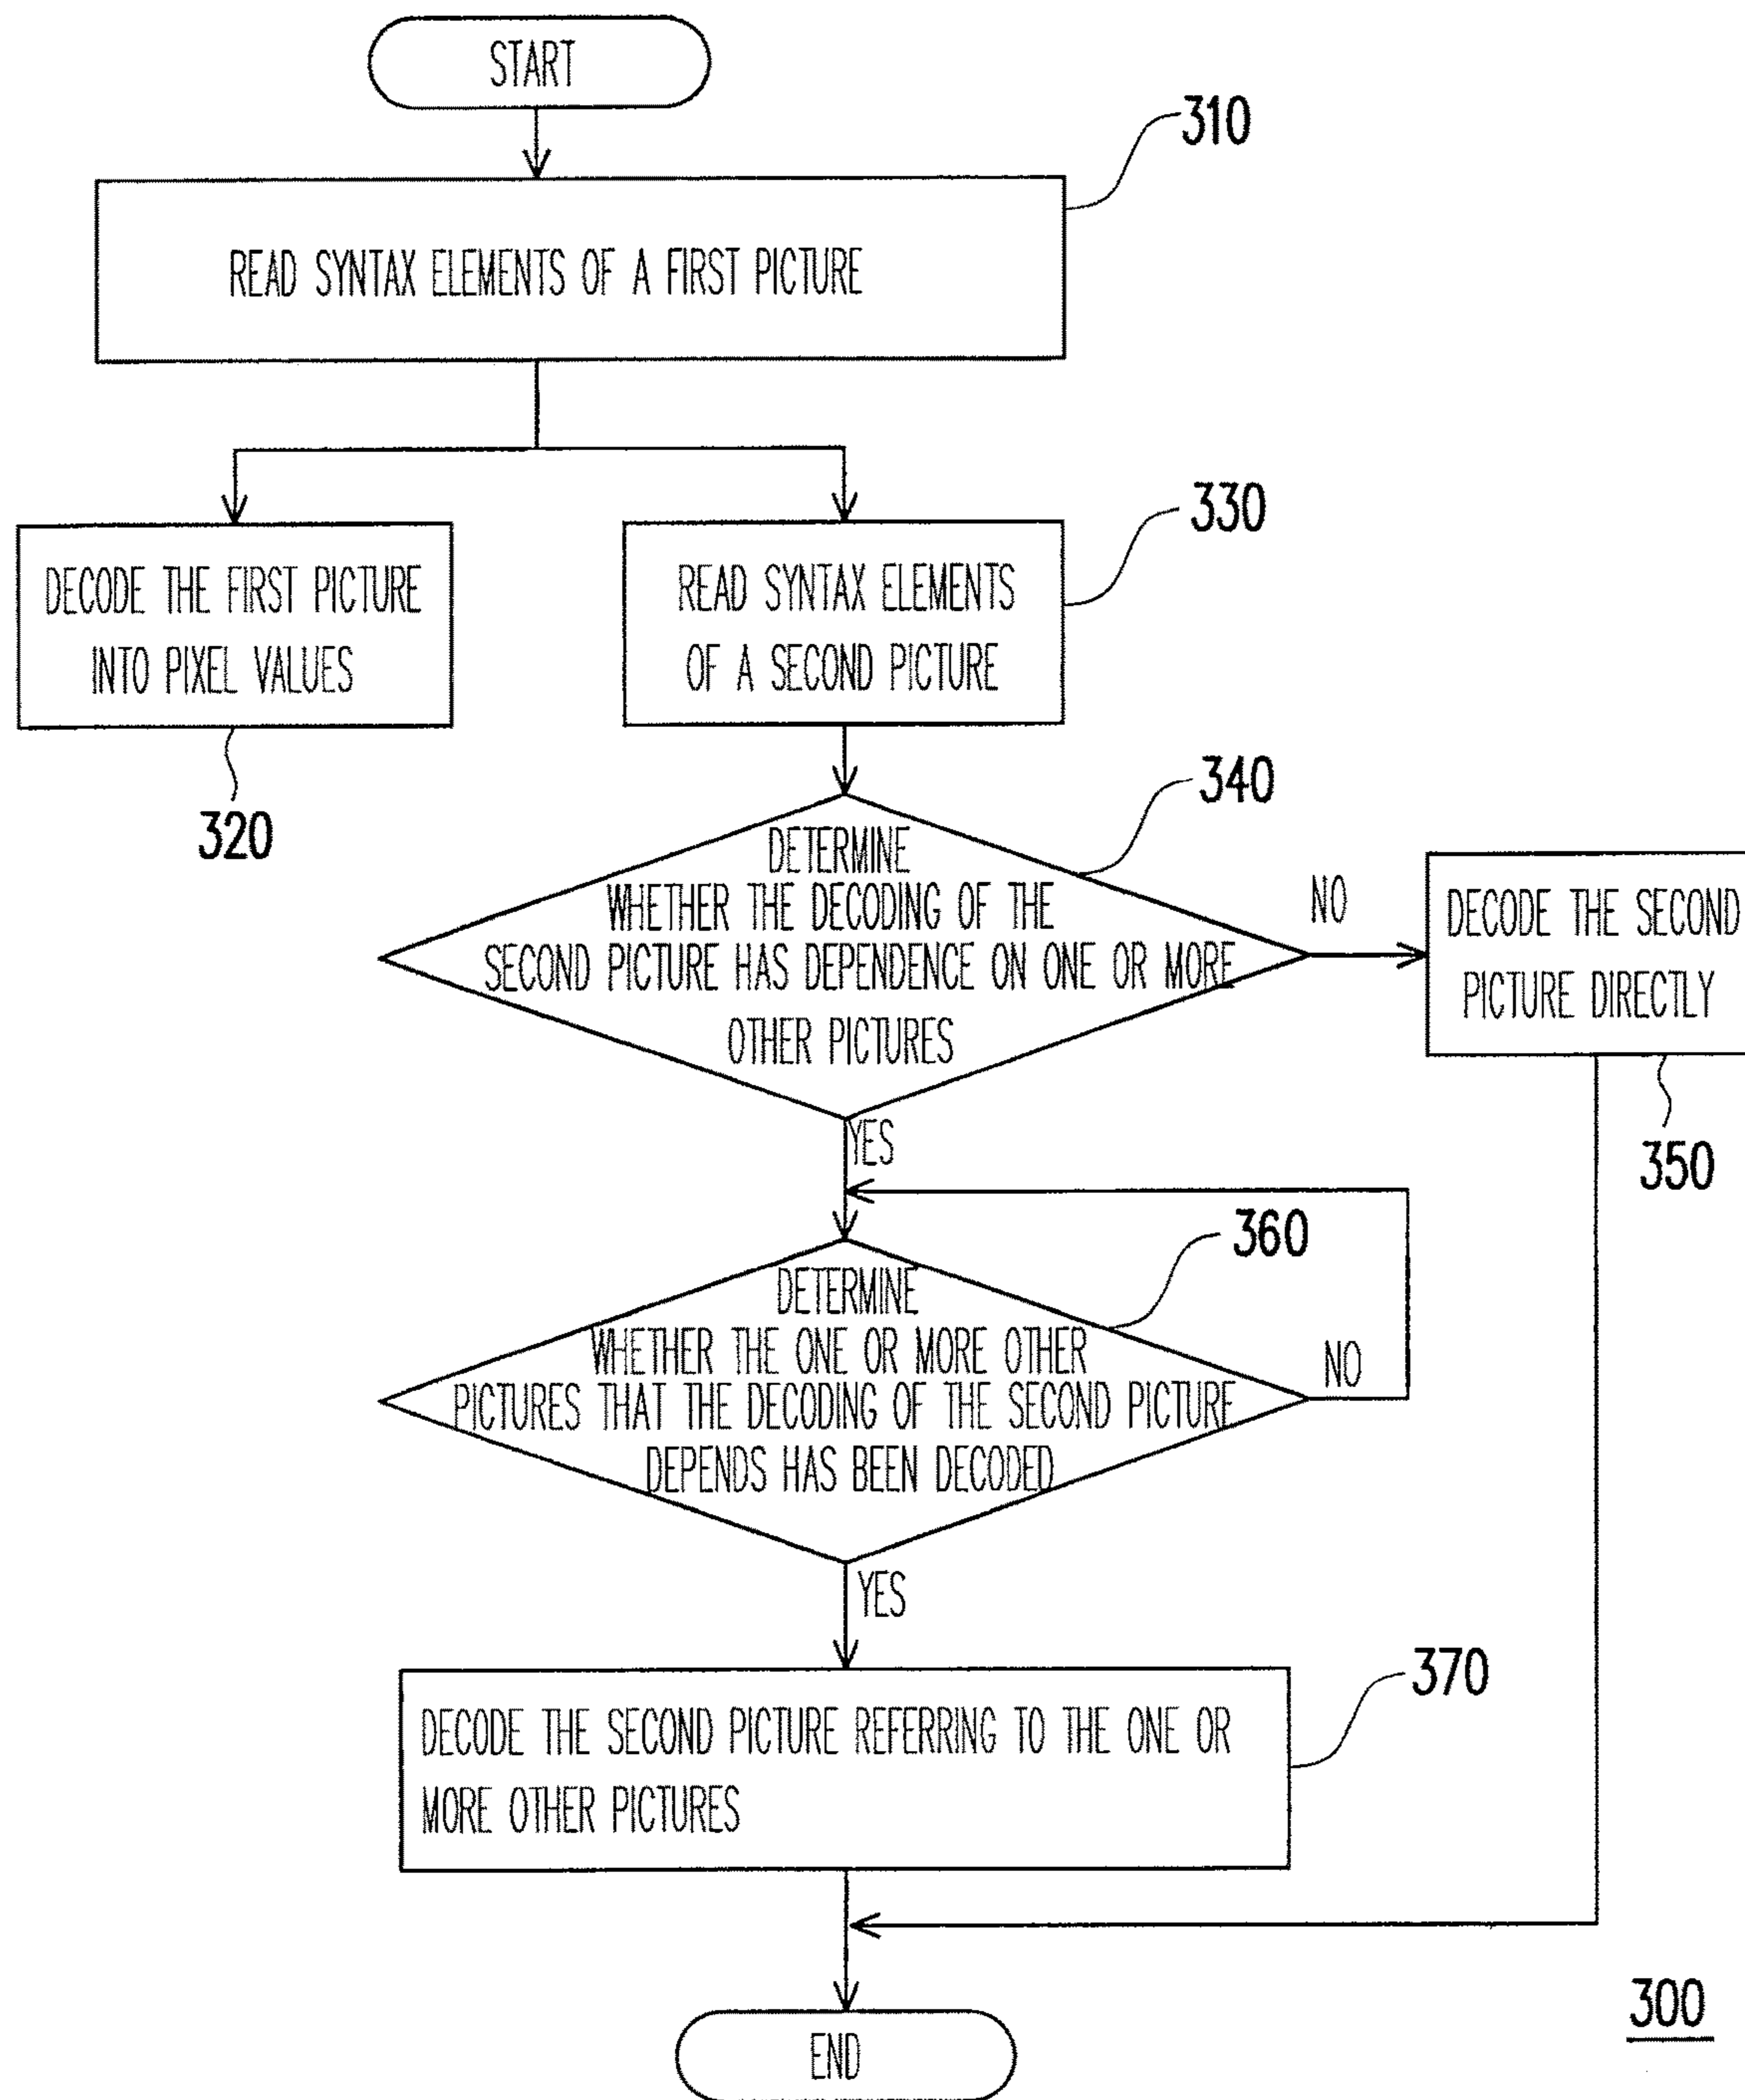 START
310
READ SYNTAX ELEMENTS OF A FIRST PICTURE
DECODE THE FIRST PICTURE
INTO PIXEL VALUES
320
330
READ SYNTAX ELEMENTS
OF A SECOND PICTURE
340
DETERMINE
WHETHER THE DECODING OF THE
SECOND PICTURE HAS DEPENDENCE ON ONE OR MORE
OTHER PICTURES
NO
DECODE THE SECOND
PICTURE DIRECTLY
350
YES
360
DETERMINE
WHETHER THE ONE OR MORE OTHER
PICTURES THAT THE DECODING OF THE SECOND PICTURE
DEPENDS HAS BEEN DECODED
NO
YES
370
DECODE THE SECOND PICTURE REFERRING TO THE ONE OR
MORE OTHER PICTURES
END
300